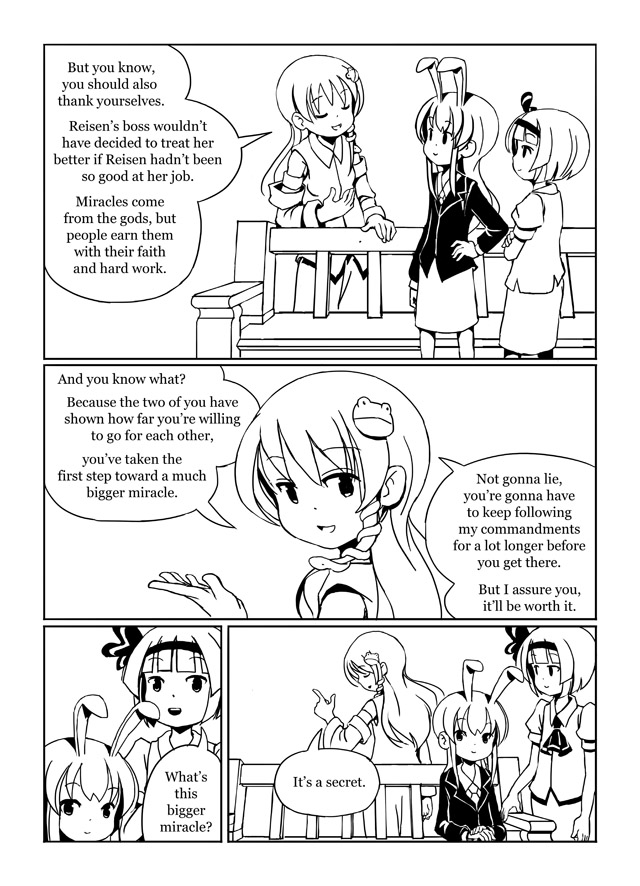 But you know,
you should also
thank yourselves.
Reisen's boss wouldn't
have decided to treat her
better if Reisen hadn't been
so good at her job.
Miracles come
from the gods, but
people earn them
with their faith
and hard work.
And you know what?
Because the two of you have
shown how far you're willing
to go for each other,
you've taken the
first step toward a much
bigger miracle.
Not gonna lie,
you're gonna have
to keep following
my commandments
for a lot longer before
you get there.
But I assure you,
it'll be worth it.
What's
this
bigger
miracle?
It's a secret.